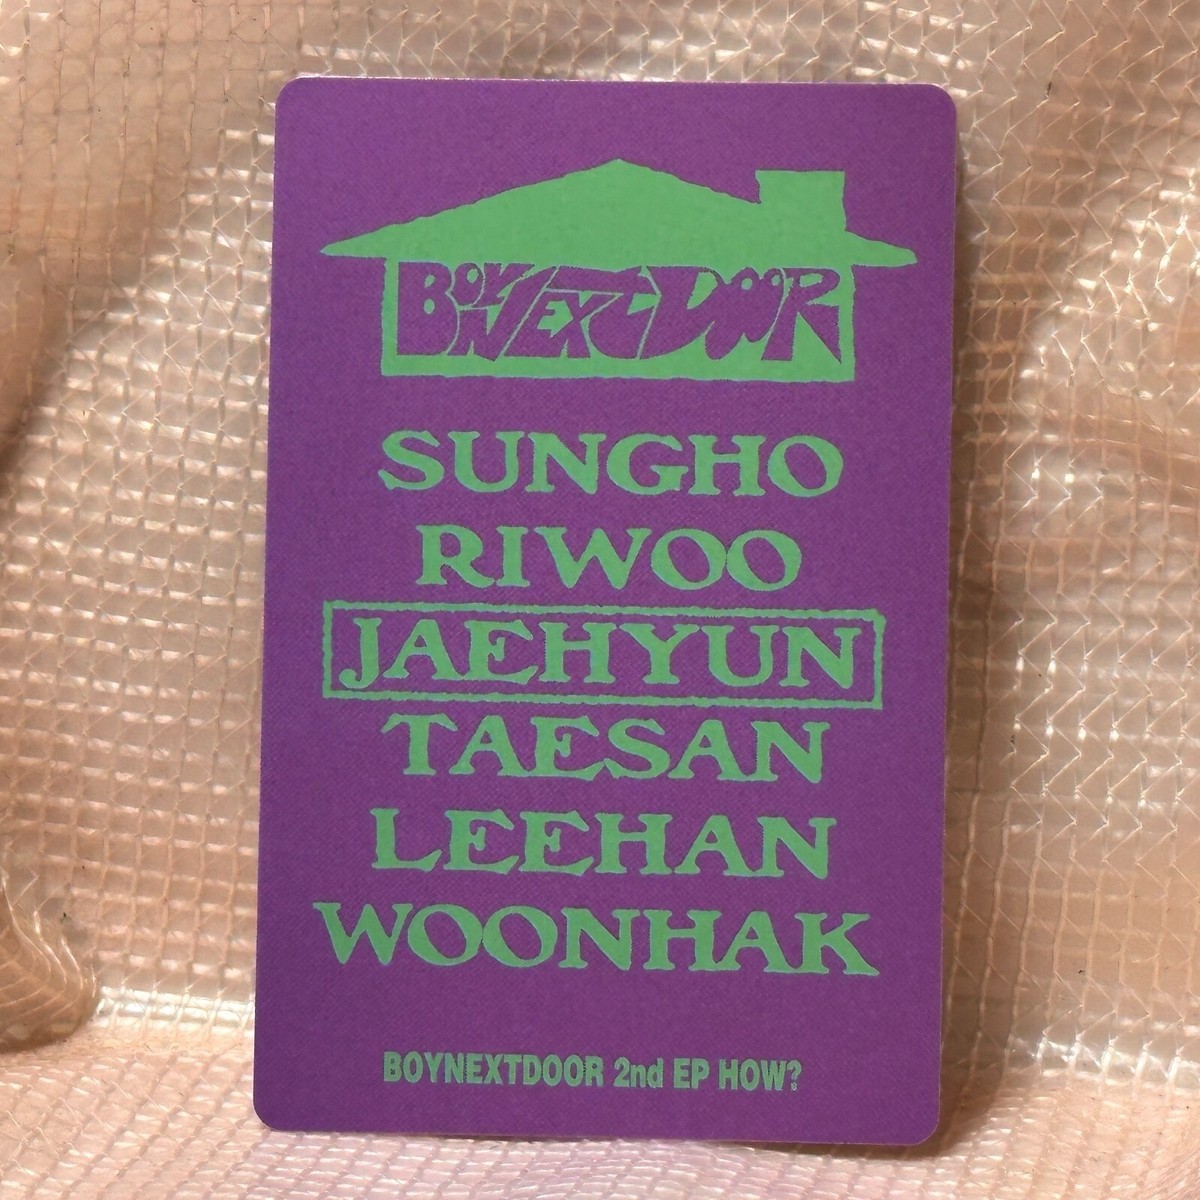 BOYNEXTDOOR
SUNGHO
RIWOO
JAEHYUN
TAESAN
LEEHAN
WOONHAK
BOYNEXTDOOR 2nd EP HOW?